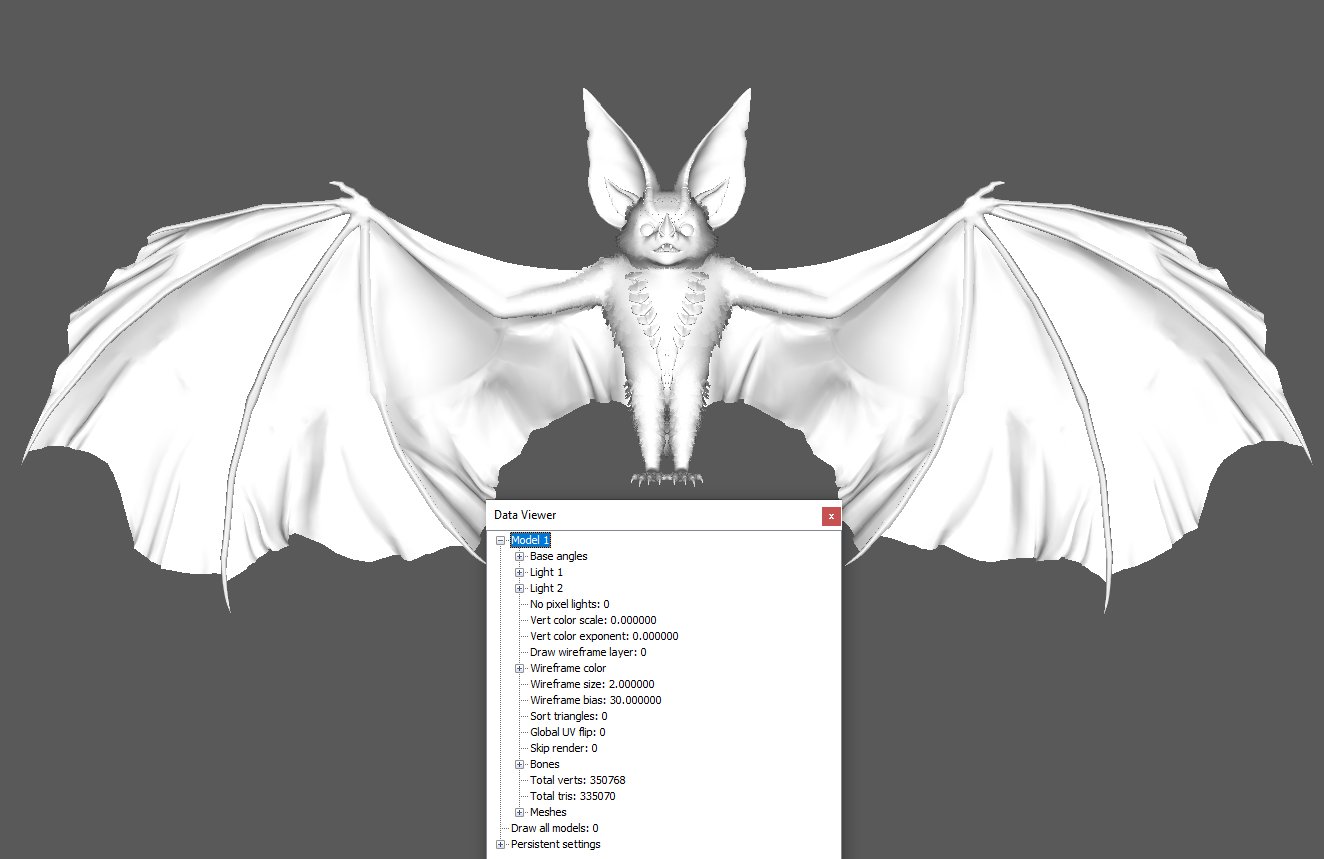 Data Viewer
x
Model 1
Base angles
Light 1
Light 2
No pixel lights: 0
Vert color scale: 0.000000
Vert color exponent: 0.000000
Draw wireframe layer: 0
Wireframe color
Wireframe size: 2.000000
Wireframe bias: 30.000000
Sort triangles: 0
Global UV flip: 0
Skip render: 0
Bones
Total verts: 350768
Total tris: 335070
Meshes
Draw all models: 0
Persistent settings